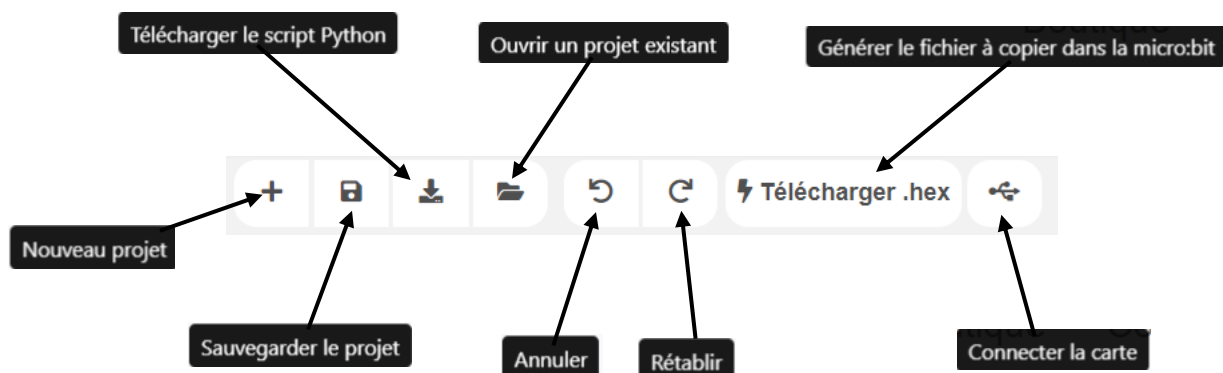 Télécharger le script Python
Ouvrir un projet existant
Générer le fichier à copier dans la micro:bit
Télécharger .hex
Nouveau projet
Sauvegarder le projet
Annuler
Rétablir
Connecter la carte